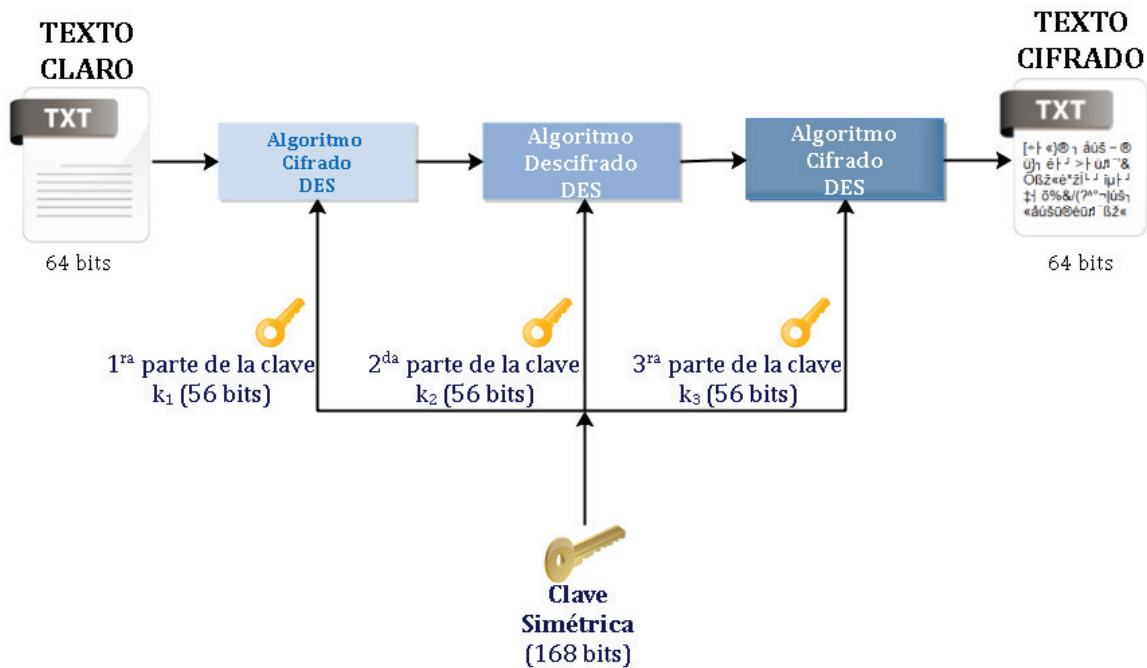 TEXTO
CLARO
TXT
64 bits
Algoritmo
Cifrado
DES
Algoritmo
Descifrado
DES
Algoritmo
Cifrado
DES
TEXTO
CIFRADO
TXT
64 bits
1ra parte de la clave
k1 (56 bits)
2da parte de la clave
k2 (56 bits)
3ra parte de la clave
k3 (56 bits)
Clave
Simétrica
(168 bits)